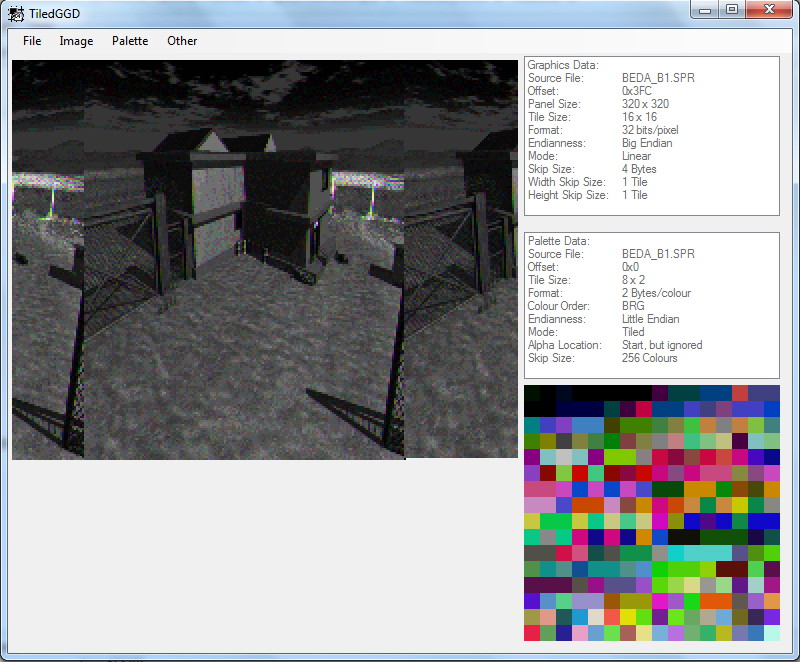 TiledGGD
File Image Palette Other
Graphics Data:
Source File: BEDA_B1.SPR
Offset: 0x3FC
Panel Size: 320 x 320
Tile Size: 16 x 16
Format: 32 bits/pixel
Endianness: Big Endian
Mode: Linear
Skip Size: 4 Bytes
Width Skip Size: 1 Tile
Height Skip Size: 1 Tile
Palette Data:
Source File: BEDA_B1.SPR
Offset: 0x0
Tile Size: 8 x 2
Format: 2 Bytes/colour
Colour Order: BRG
Endianness: Little Endian
Mode: Tiled
Alpha Location: Start, but ignored
Skip Size: 256 Colours